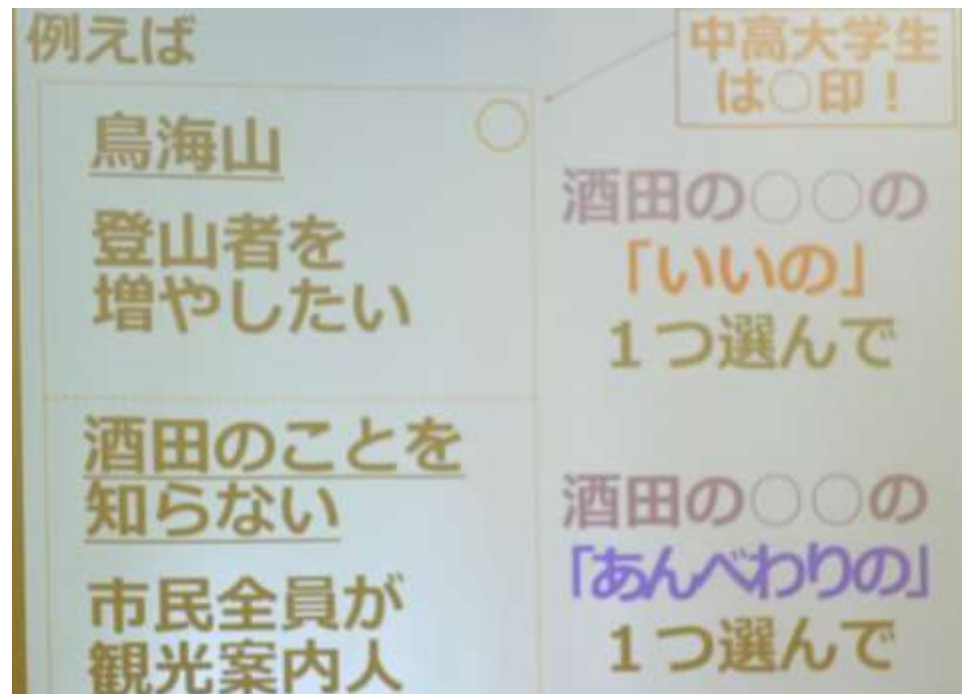 例えば
中高大学生
は○印！
鳥海山
登山者を
増やしたい
酒田の○○の
「いいの」
１つ選んで
酒田のことを
知らない
市民全員が
観光案内人
酒田の○○の
「あんべわりの」
１つ選んで